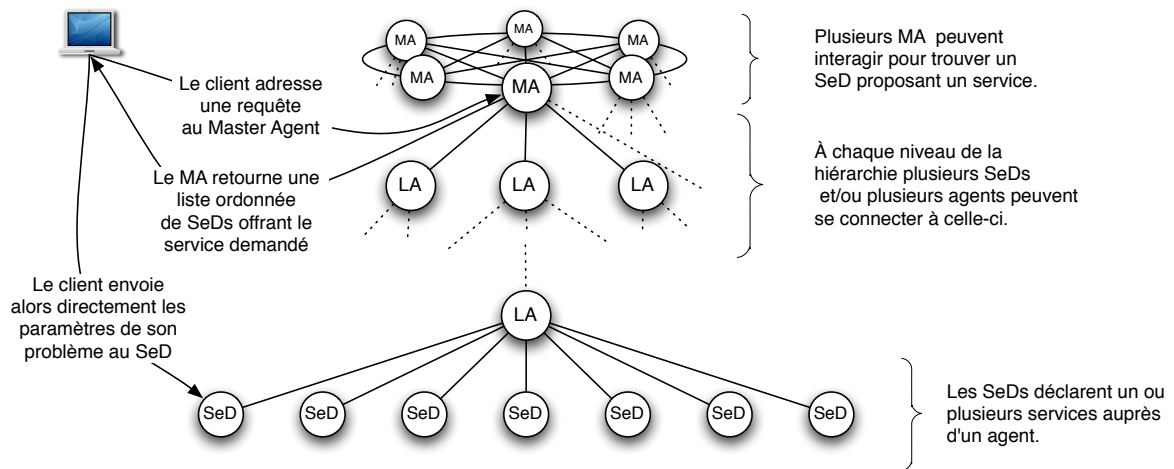 MA
MA
MA
MA
MA
MA
Plusieurs MA peuvent
interagir pour trouver un
SeD proposant un service.
Le client adresse
une requête
au Master Agent
Le MA retourne une
liste ordonnée
de SeDs offrant le
service demandé
LA
LA
LA
À chaque niveau de la
hiérarchie plusieurs SeDs
et/ou plusieurs agents peuvent
se connecter à celle-ci.
Le client envoie
alors directement les
paramètres de son
problème au SeD
LA
SeD
SeD
SeD
SeD
SeD
SeD
SeD
Les SeDs déclarent un ou
plusieurs services auprès
d'un agent.